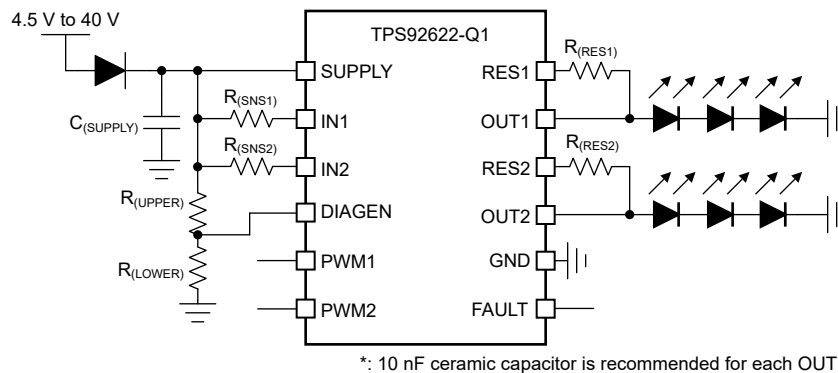 4.5 V to 40 V
TPS92622-Q1
SUPPLY
IN1
IN2
DIAGEN
PWM1
PWM2
RES1
OUT1
RES2
OUT2
GND
FAULT
C(SUPPLY)
R(SNS1)
R(SNS2)
R(UPPER)
R(LOWER)
R(RES1)
R(RES2)
*: 10 nF ceramic capacitor is recommended for each OUT